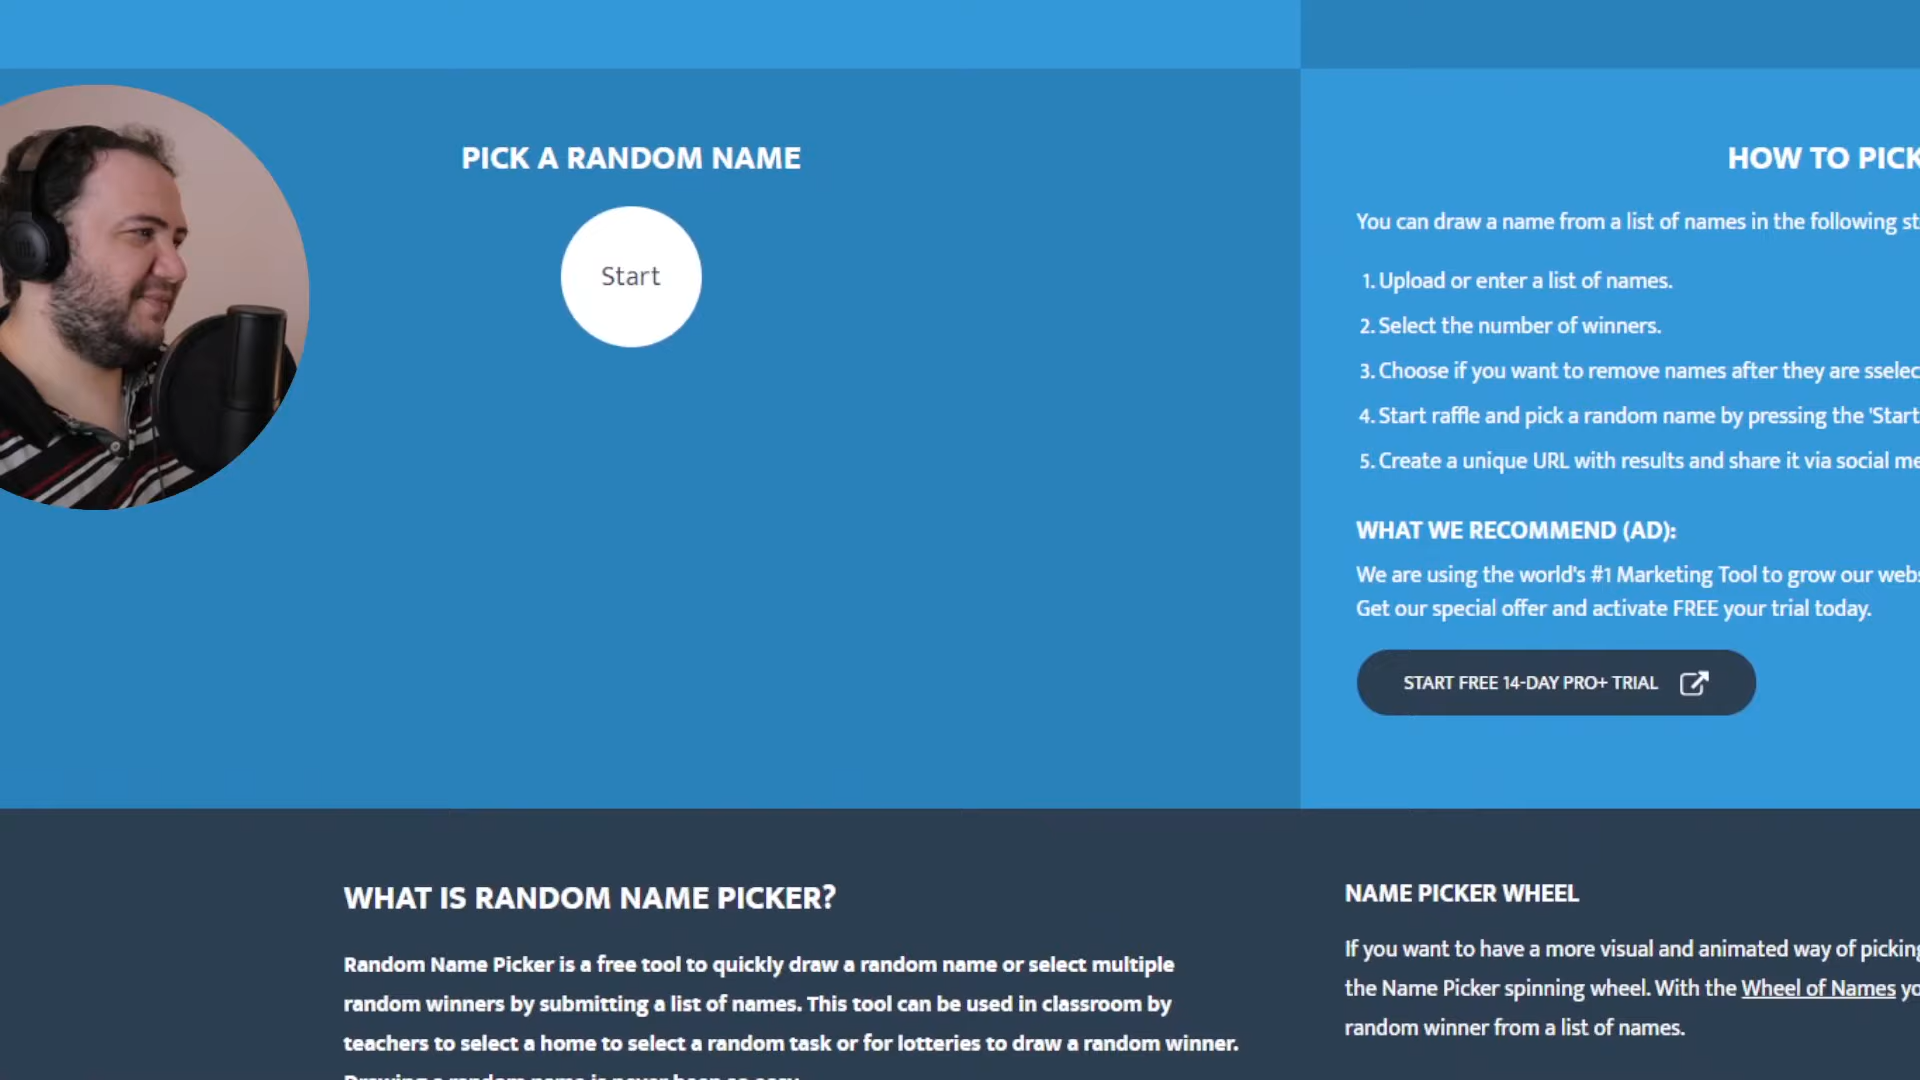 PICK A RANDOM NAME
Start
HOW TO PICK
You can draw a name from a list of names in the following st
1. Upload or enter a list of names.
2. Select the number of winners.
3. Choose if you want to remove names after they are sselec
4. Start raffle and pick a random name by pressing the 'Start
5. Create a unique URL with results and share it via social me
WHAT WE RECOMMEND (AD):
We are using the world's #1 Marketing Tool to grow our webs
Get our special offer and activate FREE your trial today.
START FREE 14-DAY PRO+ TRIAL
WHAT IS RANDOM NAME PICKER?
Random Name Picker is a free tool to quickly draw a random name or select multiple
random winners by submitting a list of names. This tool can be used in classroom by
teachers to select a home to select a random task or for lotteries to draw a random winner.
Drawing a random name is never been so easy
NAME PICKER WHEEL
If you want to have a more visual and animated way of picking
the Name Picker spinning wheel. With the Wheel of Names yo
random winner from a list of names.